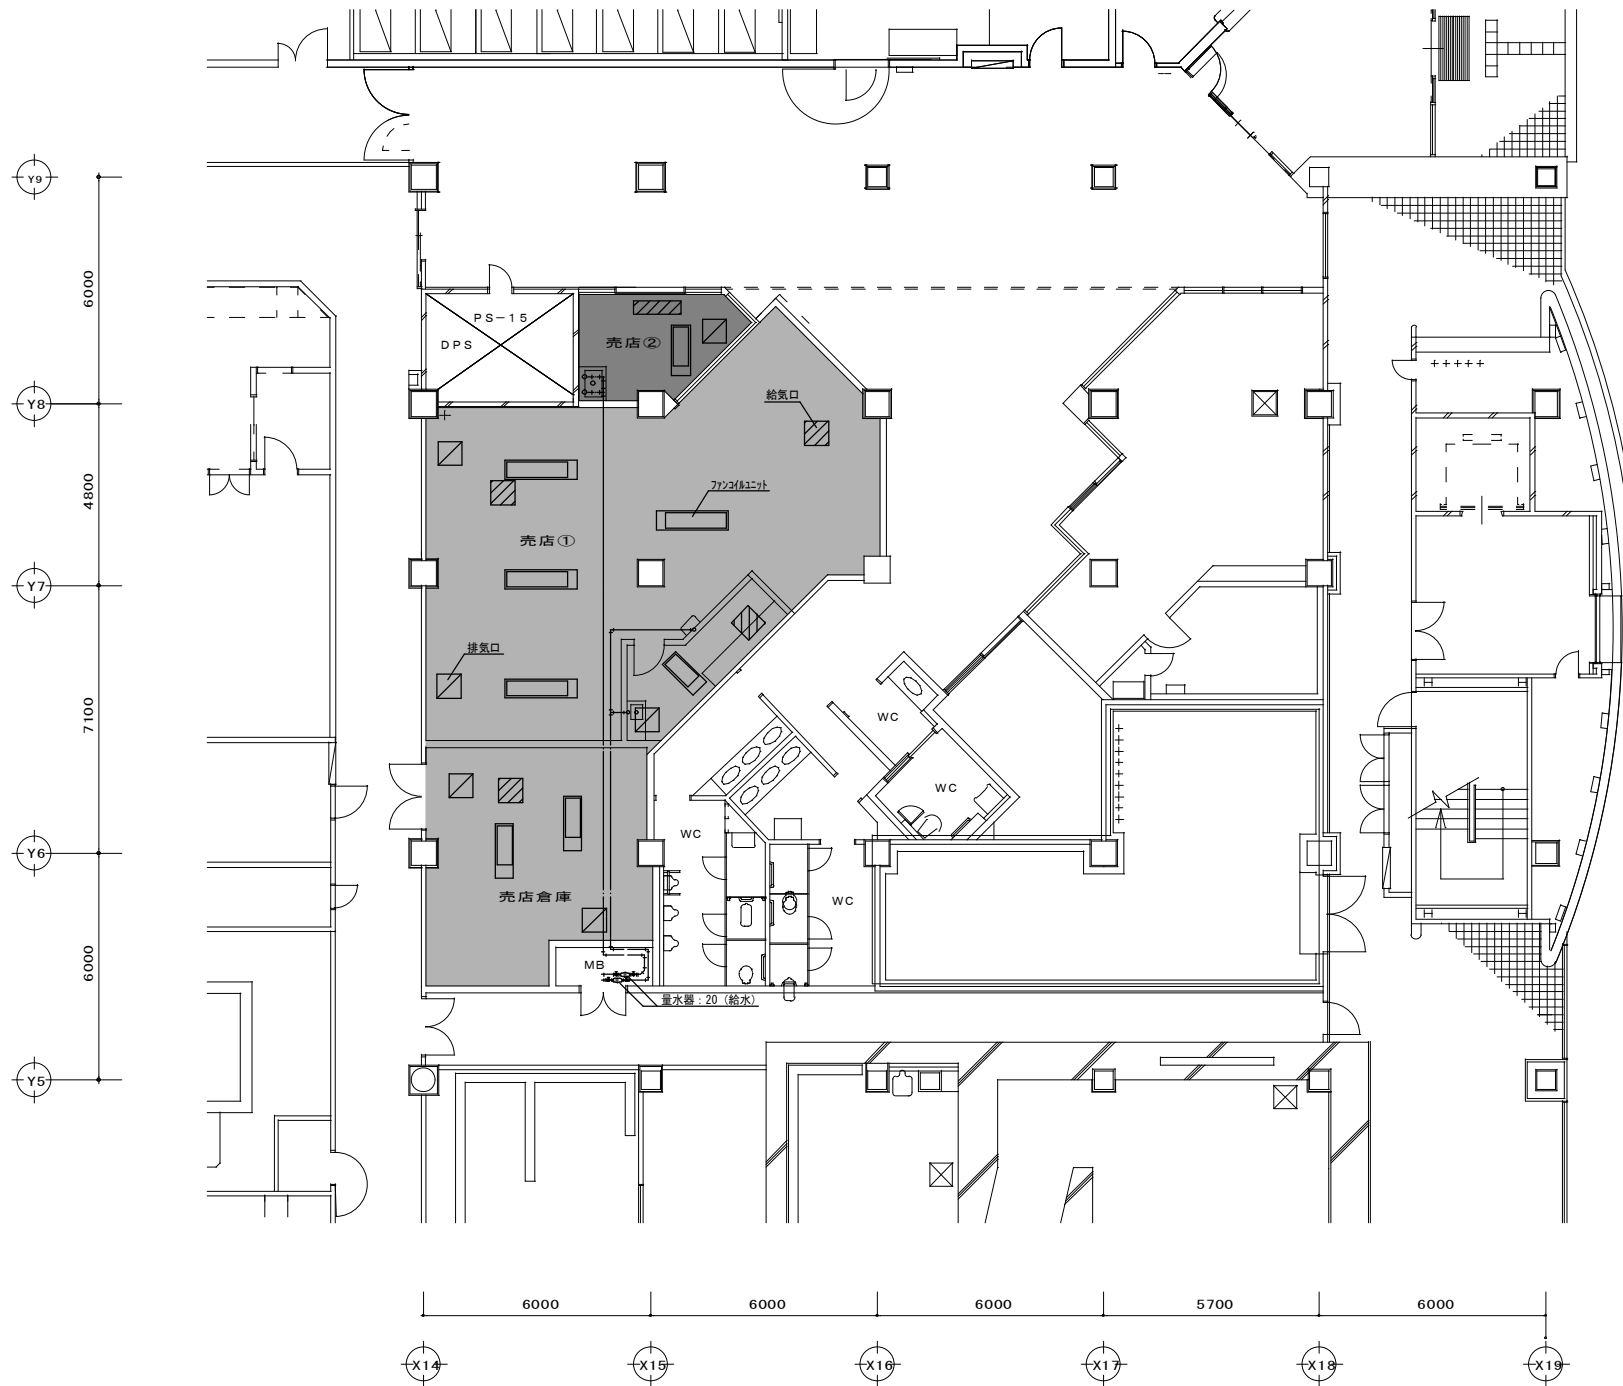 Y9
6000
PS－15
DPS
売店②
Y8
給気口
4800
ファンコイルユニット
売店①
Y7
排気口
7100
WC
WC
WC
Y6
売店倉庫
WC
6000
MB
量水器：20（給水）
Y5
6000
6000
6000
5700
6000
X14
X15
X16
X17
X18
X19